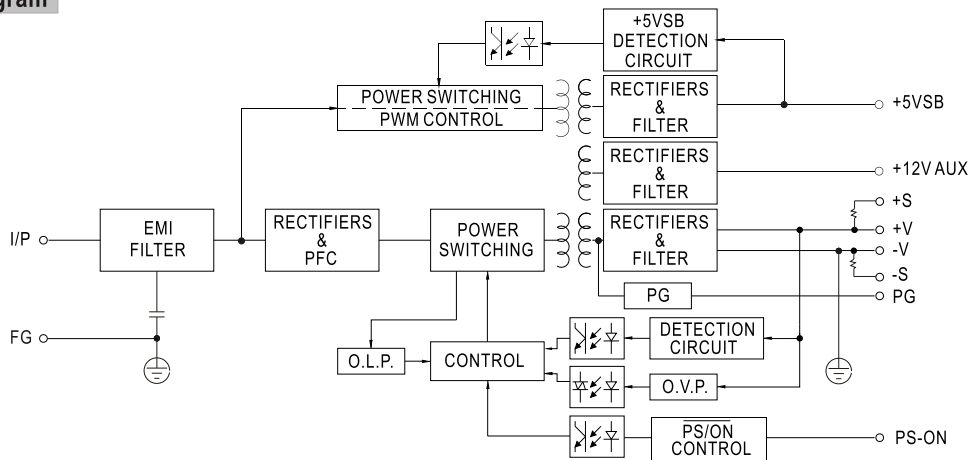 gram
+5VSB
DETECTION
CIRCUIT
POWER SWITCHING
PWM CONTROL
RECTIFIERS
&
FILTER
+5VSB
RECTIFIERS
&
FILTER
+12V AUX
I/P
EMI
FILTER
RECTIFIERS
&
PFC
POWER
SWITCHING
RECTIFIERS
&
FILTER
+S
+V
-V
-S
PG
PG
FG
O.L.P.
CONTROL
DETECTION
CIRCUIT
O.V.P.
PS/ON
CONTROL
PS-ON